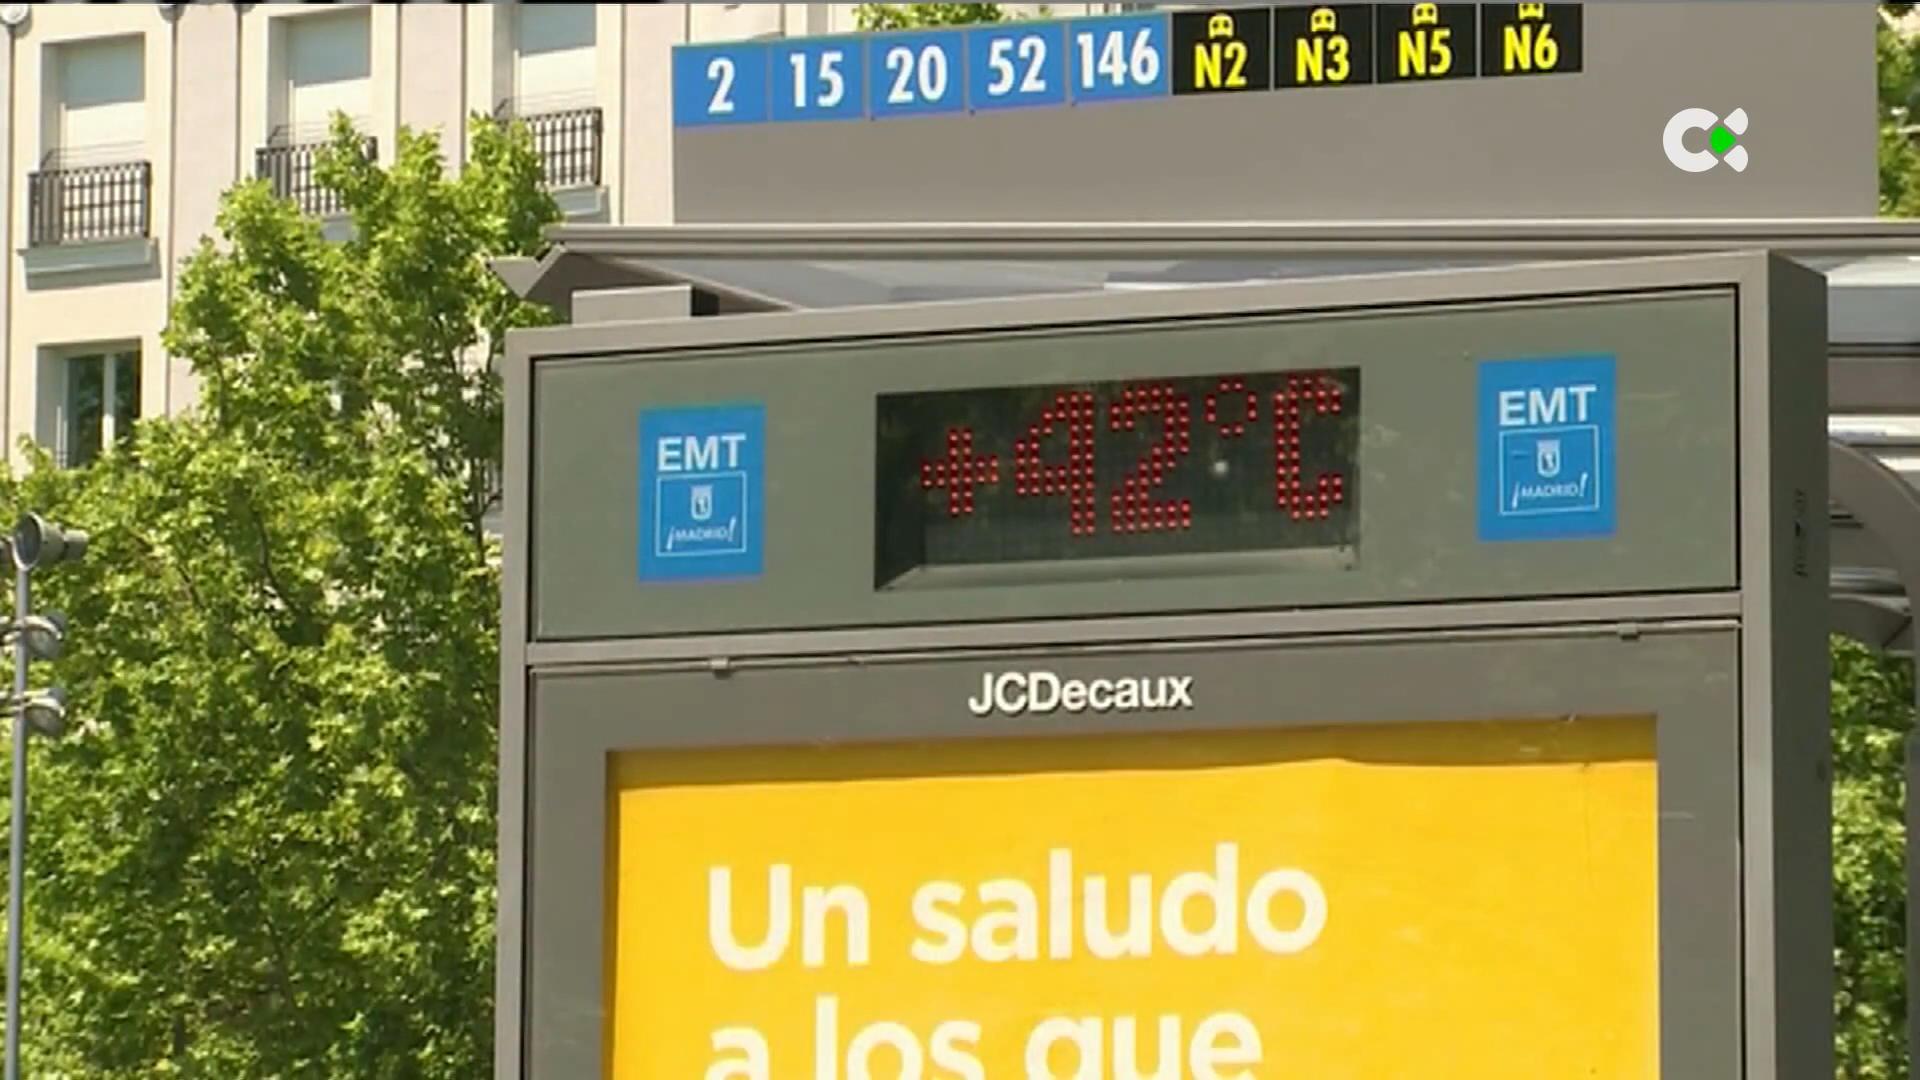 2 15 20 52 146 N2 N3 N5 N6
+42°C
EMT
¡MADRID!
EMT
¡MADRID!
JCDecaux
Un saludo
a los que